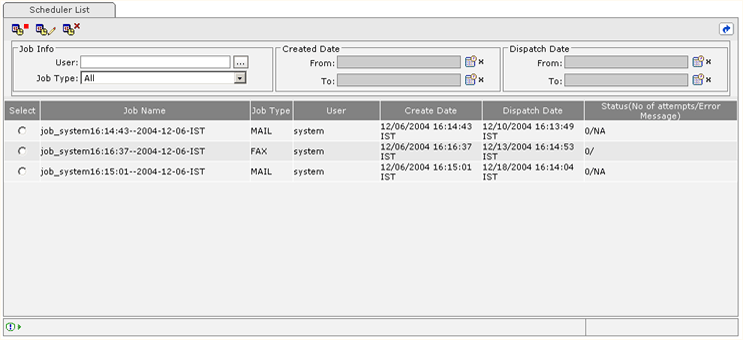 Scheduler List
Job Info
User:
...
Job Type: All
Created Date
From:
To:
Dispatch Date
From:
To:
Select Job Name Job Type User Create Date Dispatch Date Status(No of attempts/Error Message)
job_system16:14:43--2004-12-06-IST MAIL system 12/06/2004 16:14:43 IST 12/10/2004 16:13:49 IST 0/NA
job_system16:16:37--2004-12-06-IST FAX system 12/06/2004 16:16:37 IST 12/13/2004 16:14:53 IST 0/
job_system16:15:01--2004-12-06-IST MAIL system 12/06/2004 16:15:01 IST 12/18/2004 16:14:04 IST 0/NA